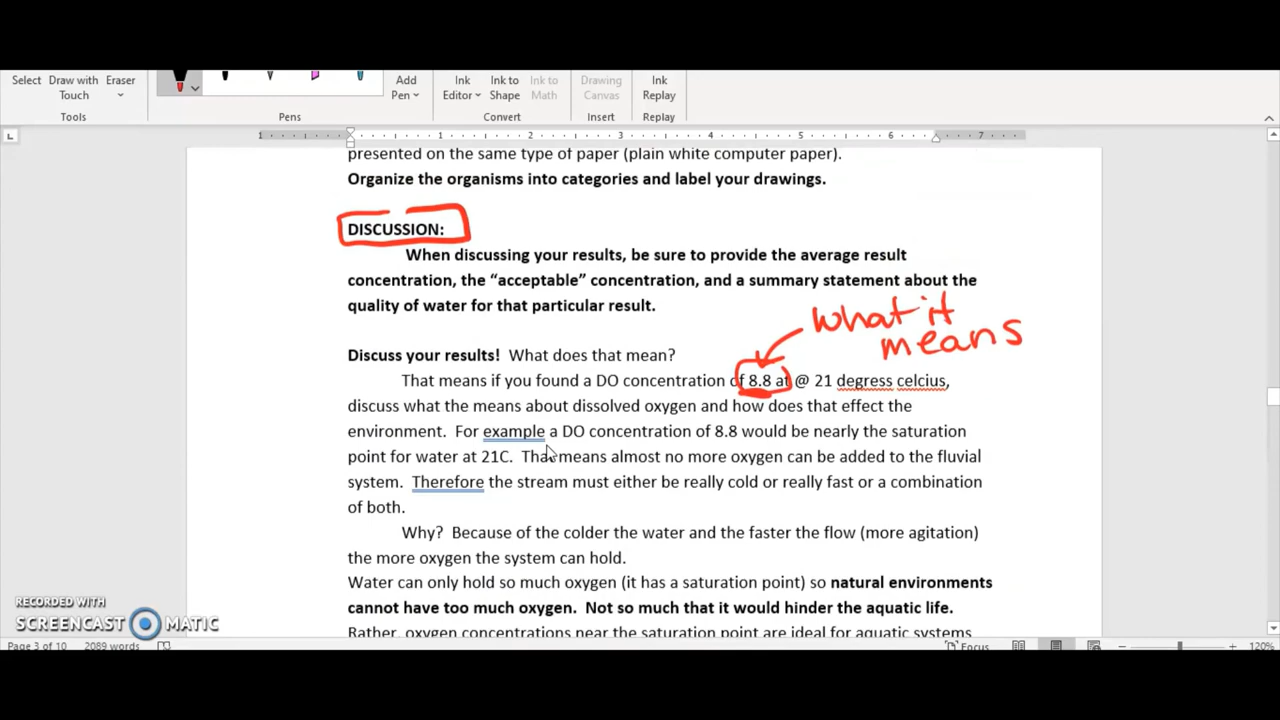 Select Draw with Touch Eraser Add Pen Ink Editor Ink to Shape Ink to Math Drawing Canvas Ink Replay
Tools Pens Convert Insert Replay
1 1 2 3 4 5 6 7
presented on the same type of paper (plain white computer paper).
Organize the organisms into categories and label your drawings.
DISCUSSION:
When discussing your results, be sure to provide the average result
concentration, the “acceptable” concentration, and a summary statement about the
quality of water for that particular result.
what it
means
Discuss your results! What does that mean?
That means if you found a DO concentration of 8.8 at @ 21 degress celcius,
discuss what the means about dissolved oxygen and how does that effect the
environment. For example a DO concentration of 8.8 would be nearly the saturation
point for water at 21C. That means almost no more oxygen can be added to the fluvial
system. Therefore the stream must either be really cold or really fast or a combination
of both.
Why? Because of the colder the water and the faster the flow (more agitation)
the more oxygen the system can hold.
Water can only hold so much oxygen (it has a saturation point) so natural environments
cannot have too much oxygen. Not so much that it would hinder the aquatic life.
Rather, oxygen concentrations near the saturation point are ideal for aquatic systems
RECORDED WITH
SCREENCAST MATIC
Page 3 of 10 2089 words Focus 120%